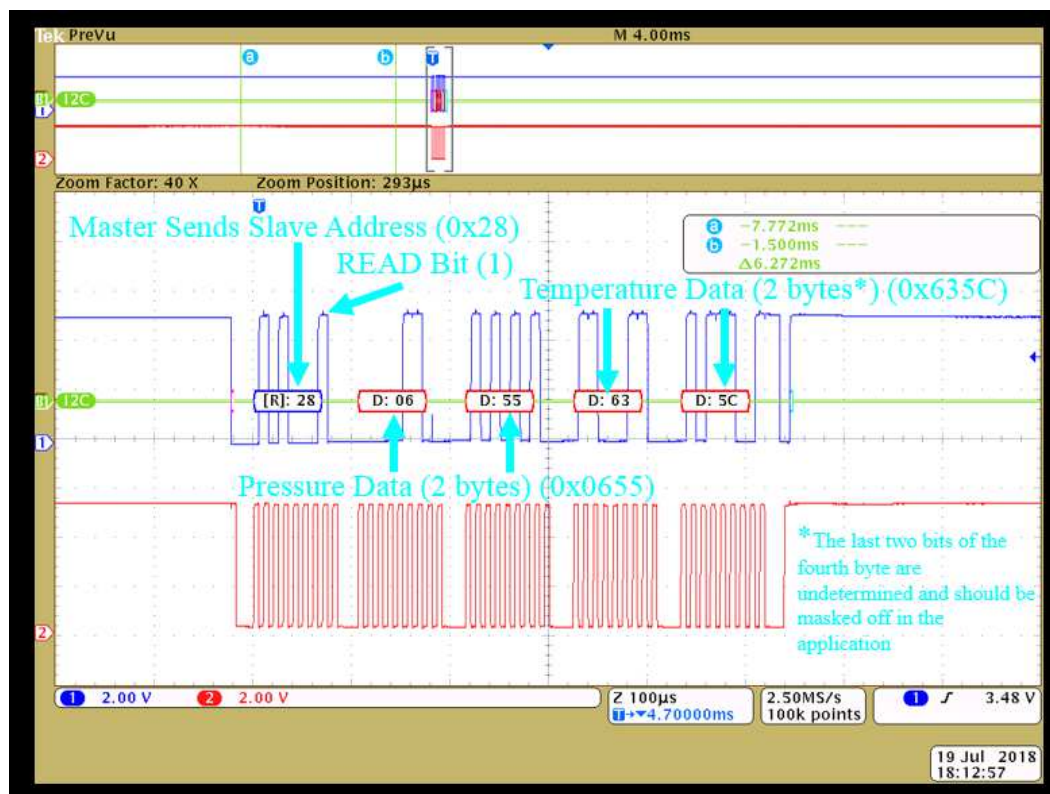 Tek PreVu
M 4.00ms
a
b
T
B1 I2C
1
2
Zoom Factor: 40 X Zoom Position: 293µs
T
Master Sends Slave Address (0x28)
a -7.772ms ---
b -1.500ms ---
Δ6.272ms
READ Bit (1)
Temperature Data (2 bytes*) (0x635C)
B1 I2C
[R]: 28 D: 06 D: 55 D: 63 D: 5C
1
Pressure Data (2 bytes) (0x0655)
*The last two bits of the
fourth byte are
undetermined and should be
masked off in the
application
2
1 2.00 V 2 2.00 V
Z 100µs
T→▼4.70000ms
2.50MS/s
100k points
1 ƒ 3.48 V
19 Jul 2018
18:12:57